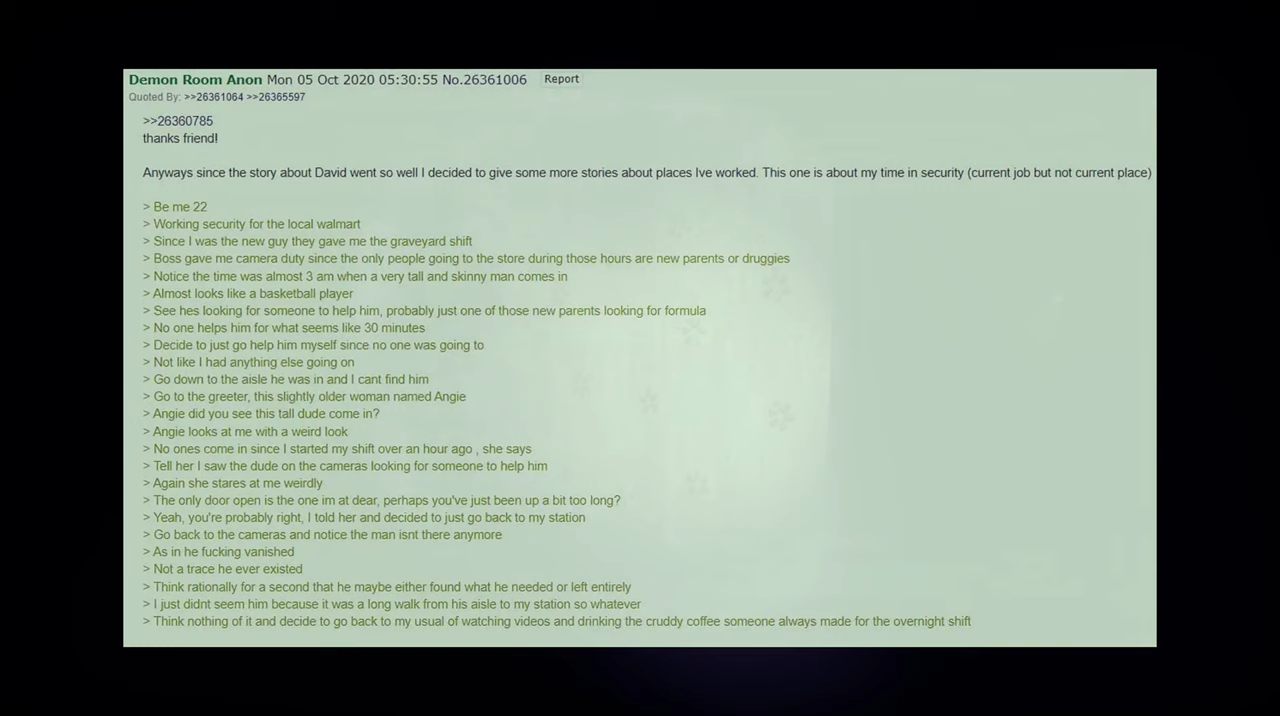 Demon Room Anon Mon 05 Oct 2020 05:30:55 No.26361006 Report
Quoted By: >>26361064 >>26365597
>>26360785
thanks friend!
Anyways since the story about David went so well I decided to give some more stories about places Ive worked. This one is about my time in security (current job but not current place)
> Be me 22
> Working security for the local walmart
> Since I was the new guy they gave me the graveyard shift
> Boss gave me camera duty since the only people going to the store during those hours are new parents or druggies
> Notice the time was almost 3 am when a very tall and skinny man comes in
> Almost looks like a basketball player
> See hes looking for someone to help him, probably just one of those new parents looking for formula
> No one helps him for what seems like 30 minutes
> Decide to just go help him myself since no one was going to
> Not like I had anything else going on
> Go down to the aisle he was in and I cant find him
> Go to the greeter, this slightly older woman named Angie
> Angie did you see this tall dude come in?
> Angie looks at me with a weird look
> No ones come in since I started my shift over an hour ago , she says
> Tell her I saw the dude on the cameras looking for someone to help him
> Again she stares at me weirdly
> The only door open is the one im at dear, perhaps you've just been up a bit too long?
> Yeah, you're probably right, I told her and decided to just go back to my station
> Go back to the cameras and notice the man isnt there anymore
> As in he fucking vanished
> Not a trace he ever existed
> Think rationally for a second that he maybe either found what he needed or left entirely
> I just didnt seem him because it was a long walk from his aisle to my station so whatever
> Think nothing of it and decide to go back to my usual of watching videos and drinking the cruddy coffee someone always made for the overnight shift